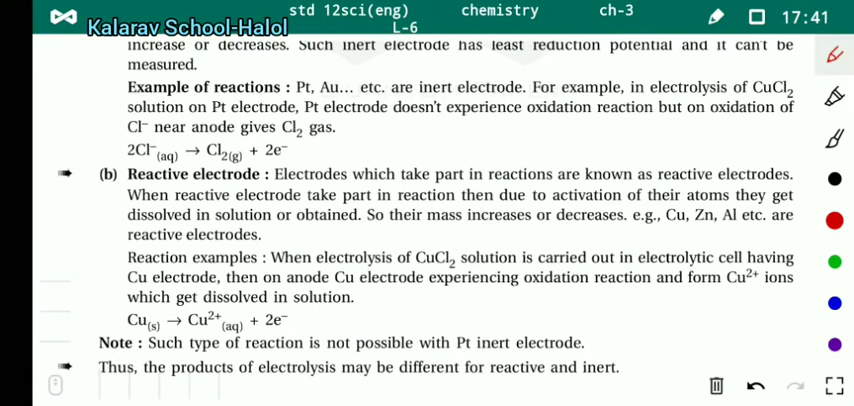 std 12sci(eng) chemistry ch-3 17:41
Kalarav School-Halol L-6
increase or decreases. Such inert electrode has least reduction potential and it can't be
measured.
Example of reactions : Pt, Au... etc. are inert electrode. For example, in electrolysis of CuCl₂
solution on Pt electrode, Pt electrode doesn't experience oxidation reaction but on oxidation of
Cl⁻ near anode gives Cl₂ gas.
2Cl⁻(aq) → Cl₂(g) + 2e⁻
(b) Reactive electrode : Electrodes which take part in reactions are known as reactive electrodes.
When reactive electrode take part in reaction then due to activation of their atoms they get
dissolved in solution or obtained. So their mass increases or decreases. e.g., Cu, Zn, Al etc. are
reactive electrodes.
Reaction examples : When electrolysis of CuCl₂ solution is carried out in electrolytic cell having
Cu electrode, then on anode Cu electrode experiencing oxidation reaction and form Cu²⁺ ions
which get dissolved in solution.
Cu(s) → Cu²⁺(aq) + 2e⁻
Note : Such type of reaction is not possible with Pt inert electrode.
Thus, the products of electrolysis may be different for reactive and inert.